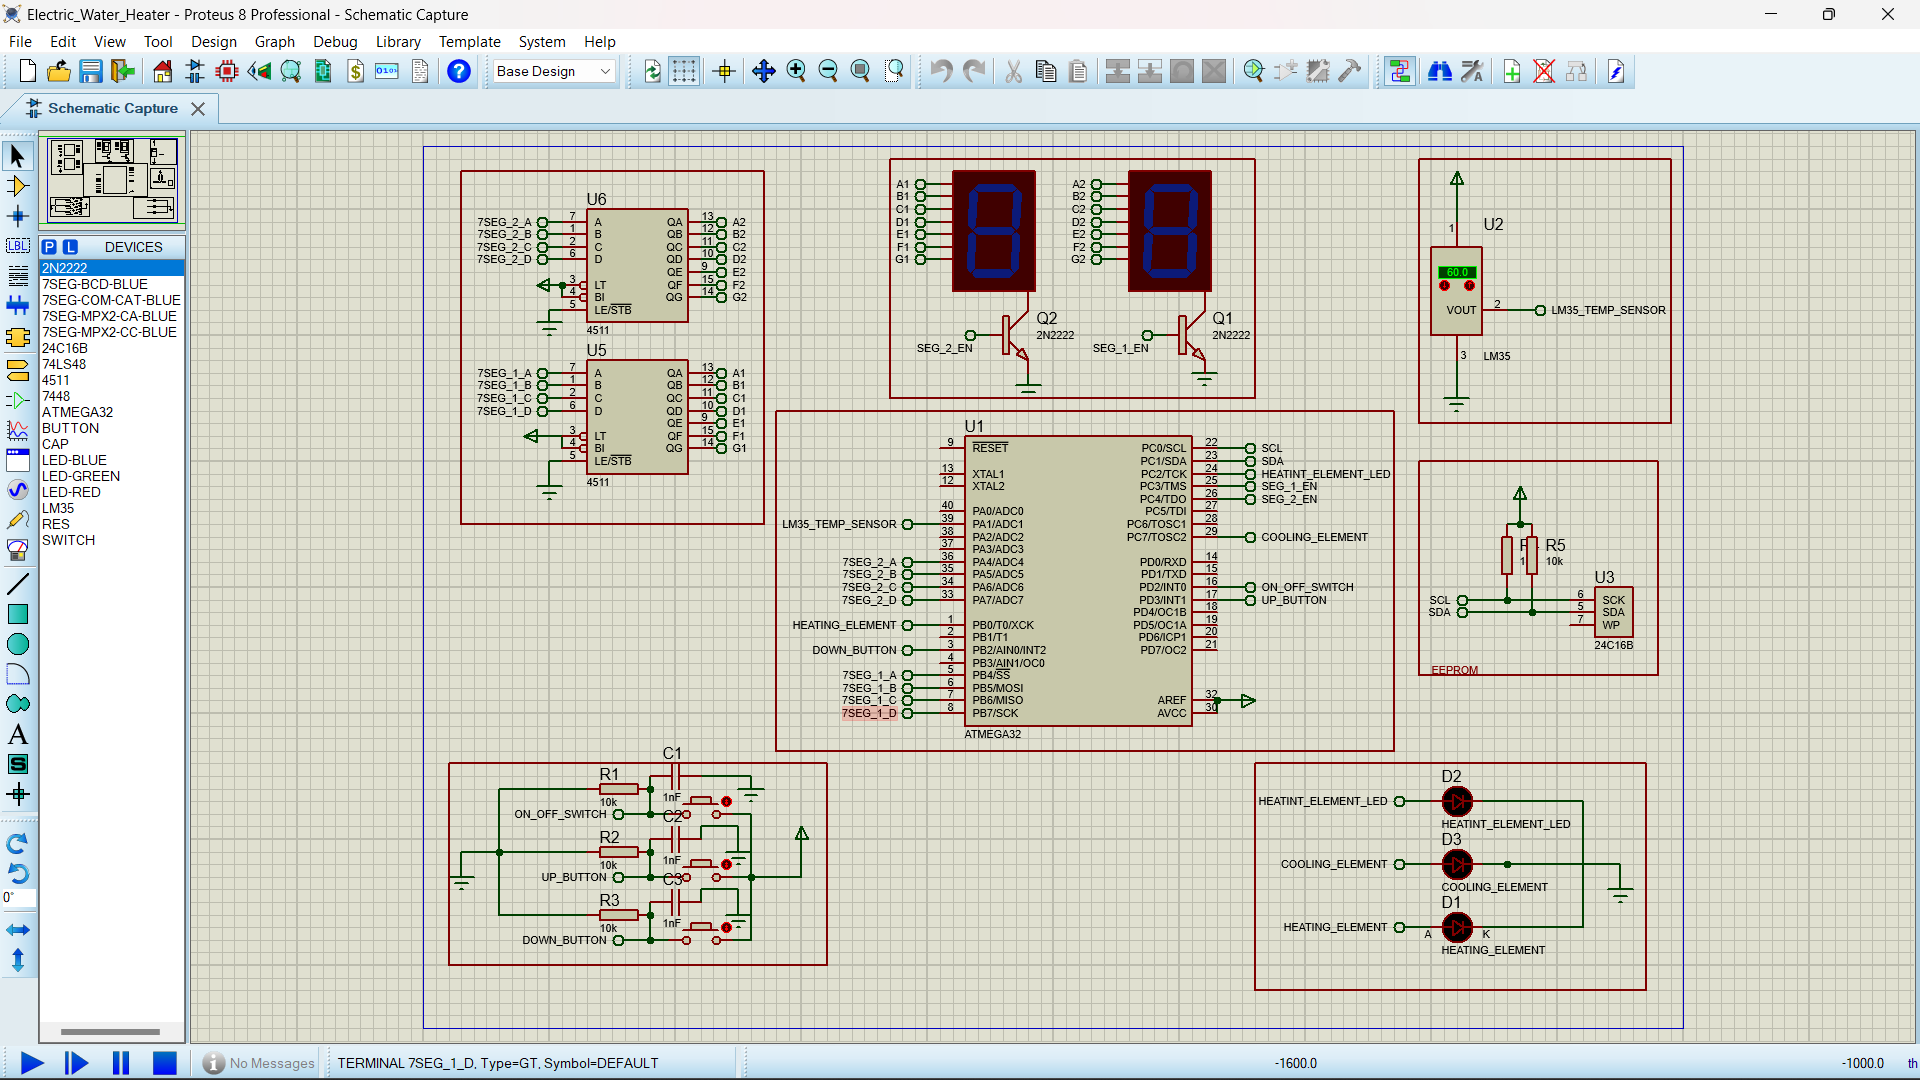 Electric_Water_Heater - Proteus 8 Professional - Schematic Capture
File Edit View Tool Design Graph Debug Library Template System Help
Base Design
Schematic Capture
P L DEVICES
2N2222
7SEG-BCD-BLUE
7SEG-COM-CAT-BLUE
7SEG-MPX2-CA-BLUE
7SEG-MPX2-CC-BLUE
24C16B
74LS48
4511
7448
ATMEGA32
BUTTON
CAP
LED-BLUE
LED-GREEN
LED-RED
LM35
RES
SWITCH
LBL
A
S
0°
U6
7SEG_2_A 7 A QA 13 A2
7SEG_2_B 1 B QB 12 B2
7SEG_2_C 2 C QC 11 C2
7SEG_2_D 6 D QD 10 D2
QE 9 E2
3 LT QF 15 F2
4 BI QG 14 G2
5 LE/STB
4511
U5
7SEG_1_A 7 A QA 13 A1
7SEG_1_B 1 B QB 12 B1
7SEG_1_C 2 C QC 11 C1
7SEG_1_D 6 D QD 10 D1
QE 9 E1
3 LT QF 15 F1
4 BI QG 14 G1
5 LE/STB
4511
A1 A2
B1 B2
C1 C2
D1 D2
E1 E2
F1 F2
G1 G2
Q2 Q1
2N2222 2N2222
SEG_2_EN SEG_1_EN
U2
1
60.0
VOUT 2 LM35_TEMP_SENSOR
3 LM35
U1
9 RESET PC0/SCL 22 SCL
PC1/SDA 23 SDA
13 XTAL1 PC2/TCK 24 HEATINT_ELEMENT_LED
12 XTAL2 PC3/TMS 25 SEG_1_EN
PC4/TDO 26 SEG_2_EN
40 PA0/ADC0 PC5/TDI 27
LM35_TEMP_SENSOR 39 PA1/ADC1 PC6/TOSC1 28
38 PA2/ADC2 PC7/TOSC2 29 COOLING_ELEMENT
37 PA3/ADC3
7SEG_2_A 36 PA4/ADC4 PD0/RXD 14
7SEG_2_B 35 PA5/ADC5 PD1/TXD 15
7SEG_2_C 34 PA6/ADC6 PD2/INT0 16 ON_OFF_SWITCH
7SEG_2_D 33 PA7/ADC7 PD3/INT1 17 UP_BUTTON
PD4/OC1B 18
HEATING_ELEMENT 1 PB0/T0/XCK PD5/OC1A 19
2 PB1/T1 PD6/ICP1 20
DOWN_BUTTON 3 PB2/AIN0/INT2 PD7/OC2 21
4 PB3/AIN1/OC0
7SEG_1_A 5 PB4/SS
7SEG_1_B 6 PB5/MOSI
7SEG_1_C 7 PB6/MISO AREF 32
7SEG_1_D 8 PB7/SCK AVCC 30
ATMEGA32
R5
10k
U3
SCL 6 SCK
SDA 5 SDA
7 WP
24C16B
EEPROM
C1
R1
10k 1nF
ON_OFF_SWITCH
C2
R2
10k 1nF
UP_BUTTON
C3
R3
10k 1nF
DOWN_BUTTON
D2
HEATINT_ELEMENT_LED
HEATINT_ELEMENT_LED
D3
COOLING_ELEMENT
COOLING_ELEMENT
D1
HEATING_ELEMENT
A K
HEATING_ELEMENT
No Messages TERMINAL 7SEG_1_D, Type=GT, Symbol=DEFAULT -1600.0 -1000.0 th